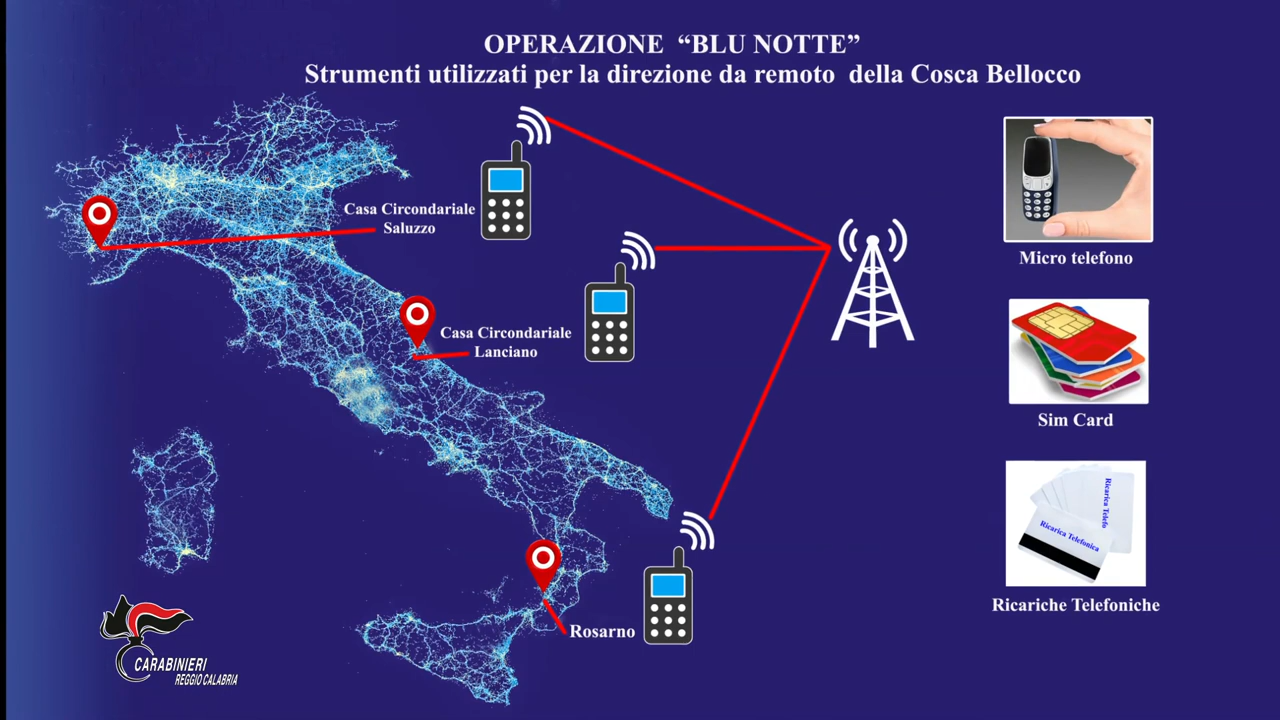 OPERAZIONE “BLU NOTTE”
Strumenti utilizzati per la direzione da remoto della Cosca Bellocco
Casa Circondariale
Saluzzo
Casa Circondariale
Lanciano
Rosarno
Micro telefono
Sim Card
Ricarica Telefo
Ricarica Telefonica
Ricariche Telefoniche
CARABINIERI
REGGIO CALABRIA